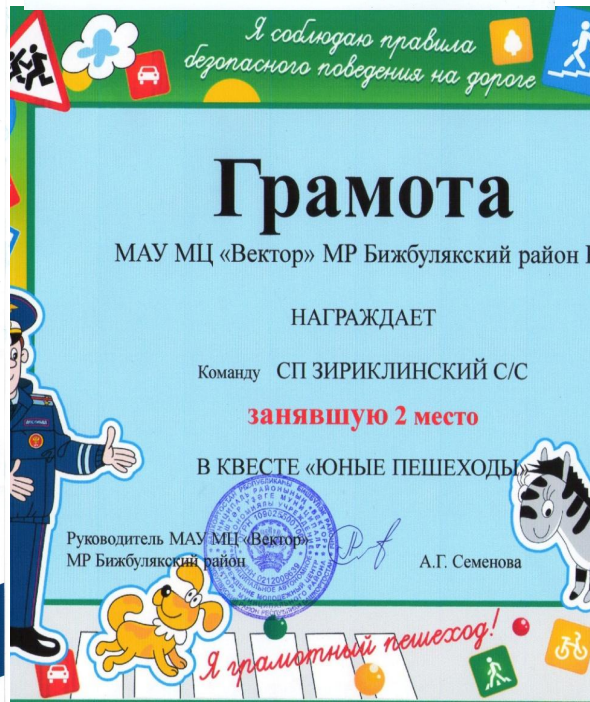 Я соблюдаю правила
безопасного поведения на дороге
Грамота
МАУ МЦ «Вектор» МР Бижбулякский район
НАГРАЖДАЕТ
Команду СП ЗИРИКЛИНСКИЙ С/С
занявшую 2 место
В КВЕСТЕ «ЮНЫЕ ПЕШЕХОДЫ»
Руководитель МАУ МЦ «Вектор»
МР Бижбулякский район
А.Г. Семенова
Я грамотный пешеход!